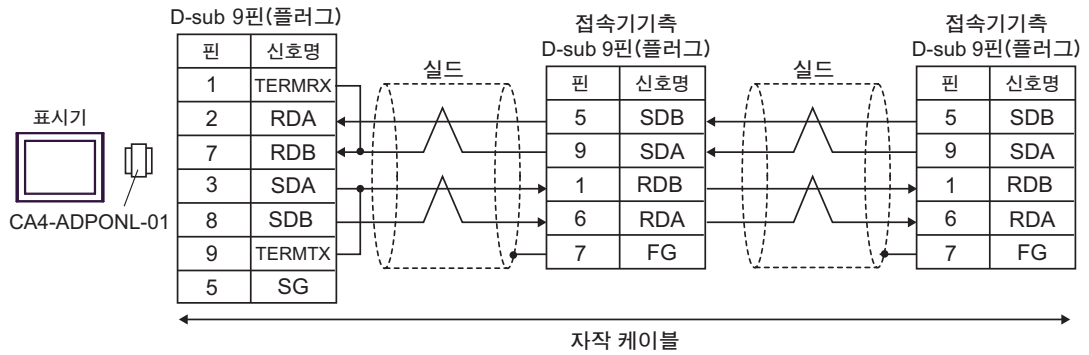 D-sub 9핀(플러그)
핀 신호명
1 TERMRX
2 RDA
7 RDB
3 SDA
8 SDB
9 TERMTX
5 SG
표시기
CA4-ADPONL-01
실드
접속기기측
D-sub 9핀(플러그)
핀 신호명
5 SDB
9 SDA
1 RDB
6 RDA
7 FG
실드
접속기기측
D-sub 9핀(플러그)
핀 신호명
5 SDB
9 SDA
1 RDB
6 RDA
7 FG
자작 케이블